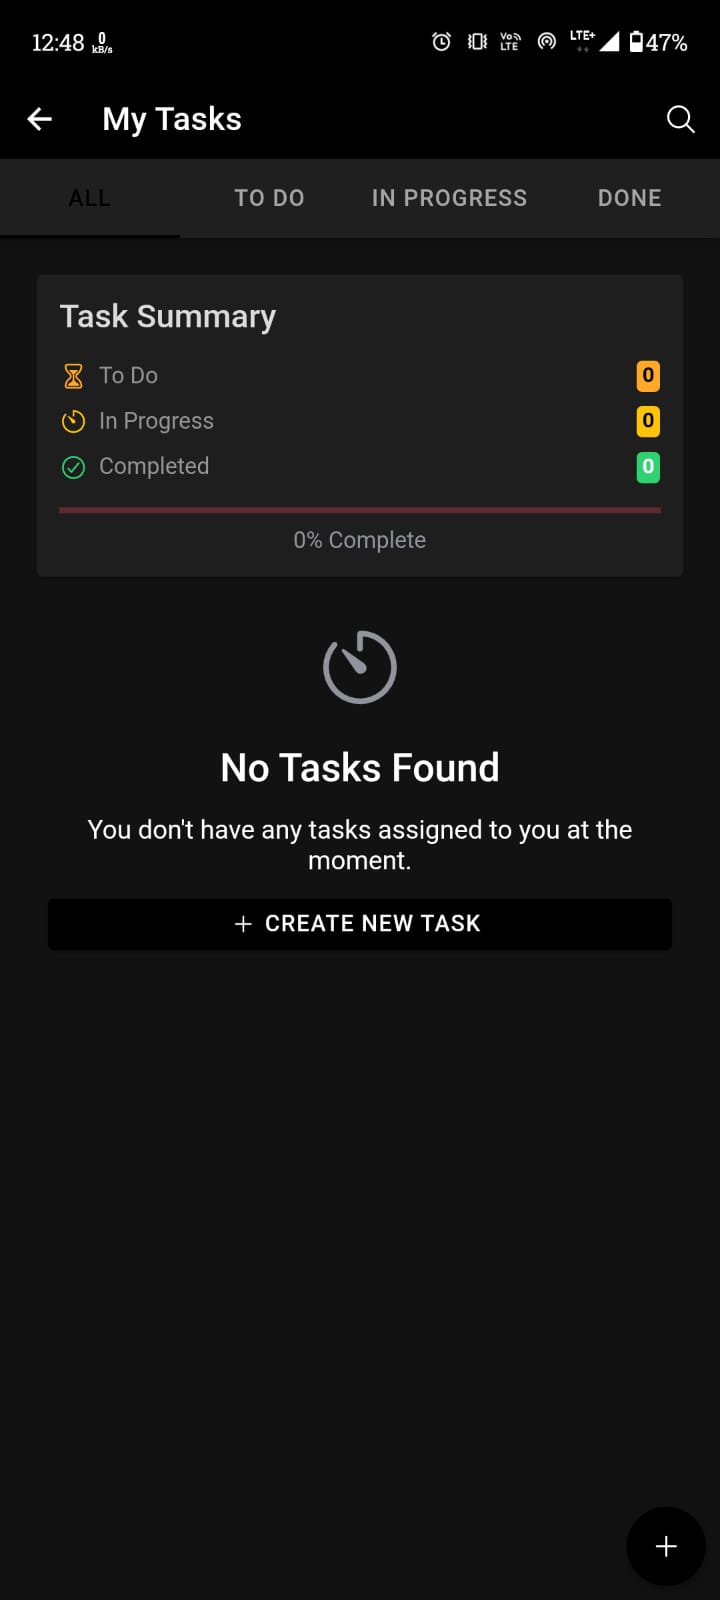 12:48 0 kB/s Vo LTE LTE+ 47%
My Tasks
ALL TO DO IN PROGRESS DONE
Task Summary
To Do 0
In Progress 0
Completed 0
0% Complete
No Tasks Found
You don't have any tasks assigned to you at the
moment.
+ CREATE NEW TASK
+